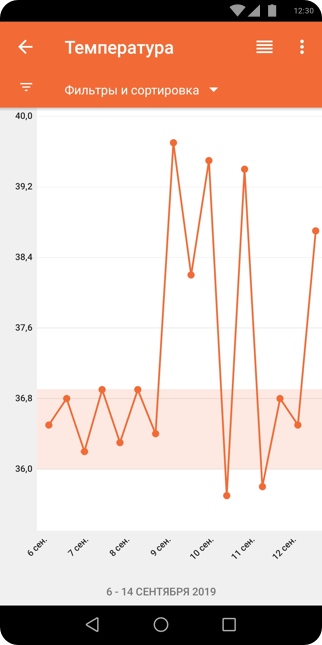 12:30
Температура
Фильтры и сортировка
40,0
39,2
38,4
37,6
36,8
36,0
6 сен.
7 сен.
8 сен.
9 сен.
10 сен.
11 сен.
12 сен.
6 - 14 СЕНТЯБРЯ 2019